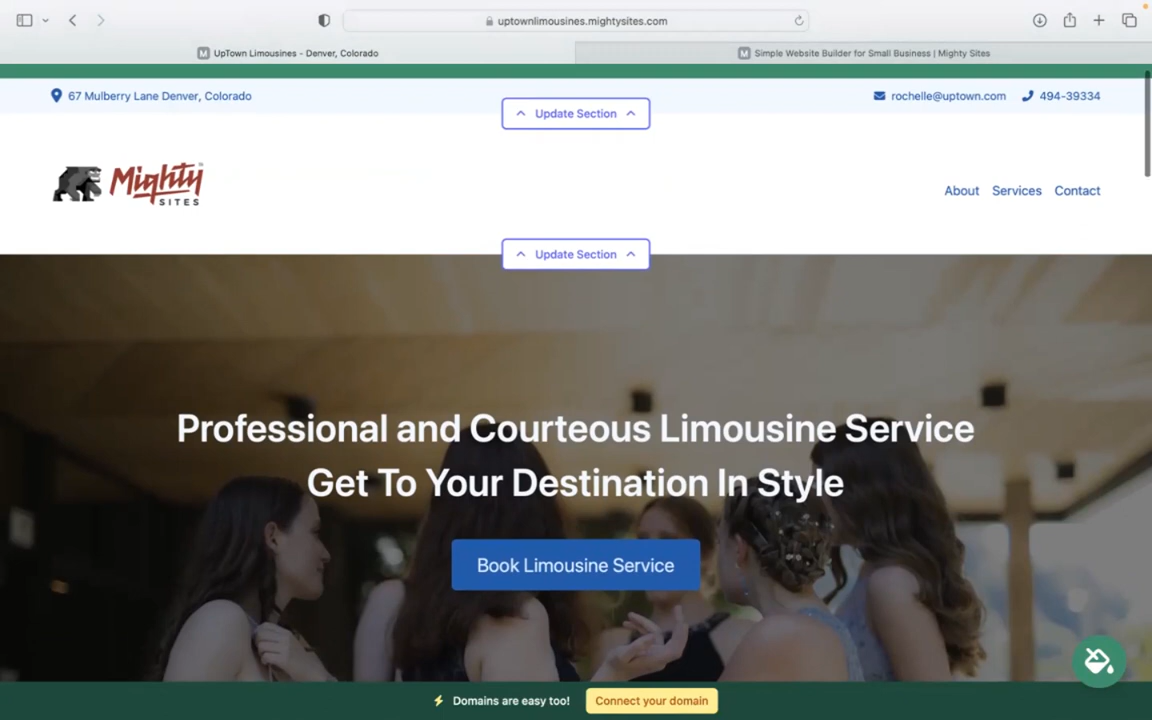 uptownlimousines.mightysites.com
UpTown Limousines - Denver, Colorado
Simple Website Builder for Small Business | Mighty Sites
67 Mulberry Lane Denver, Colorado
rochelle@uptown.com
494-39334
Update Section
Mighty
SITES
About
Services
Contact
Update Section
Professional and Courteous Limousine Service
Get To Your Destination In Style
Book Limousine Service
Domains are easy too!
Connect your domain